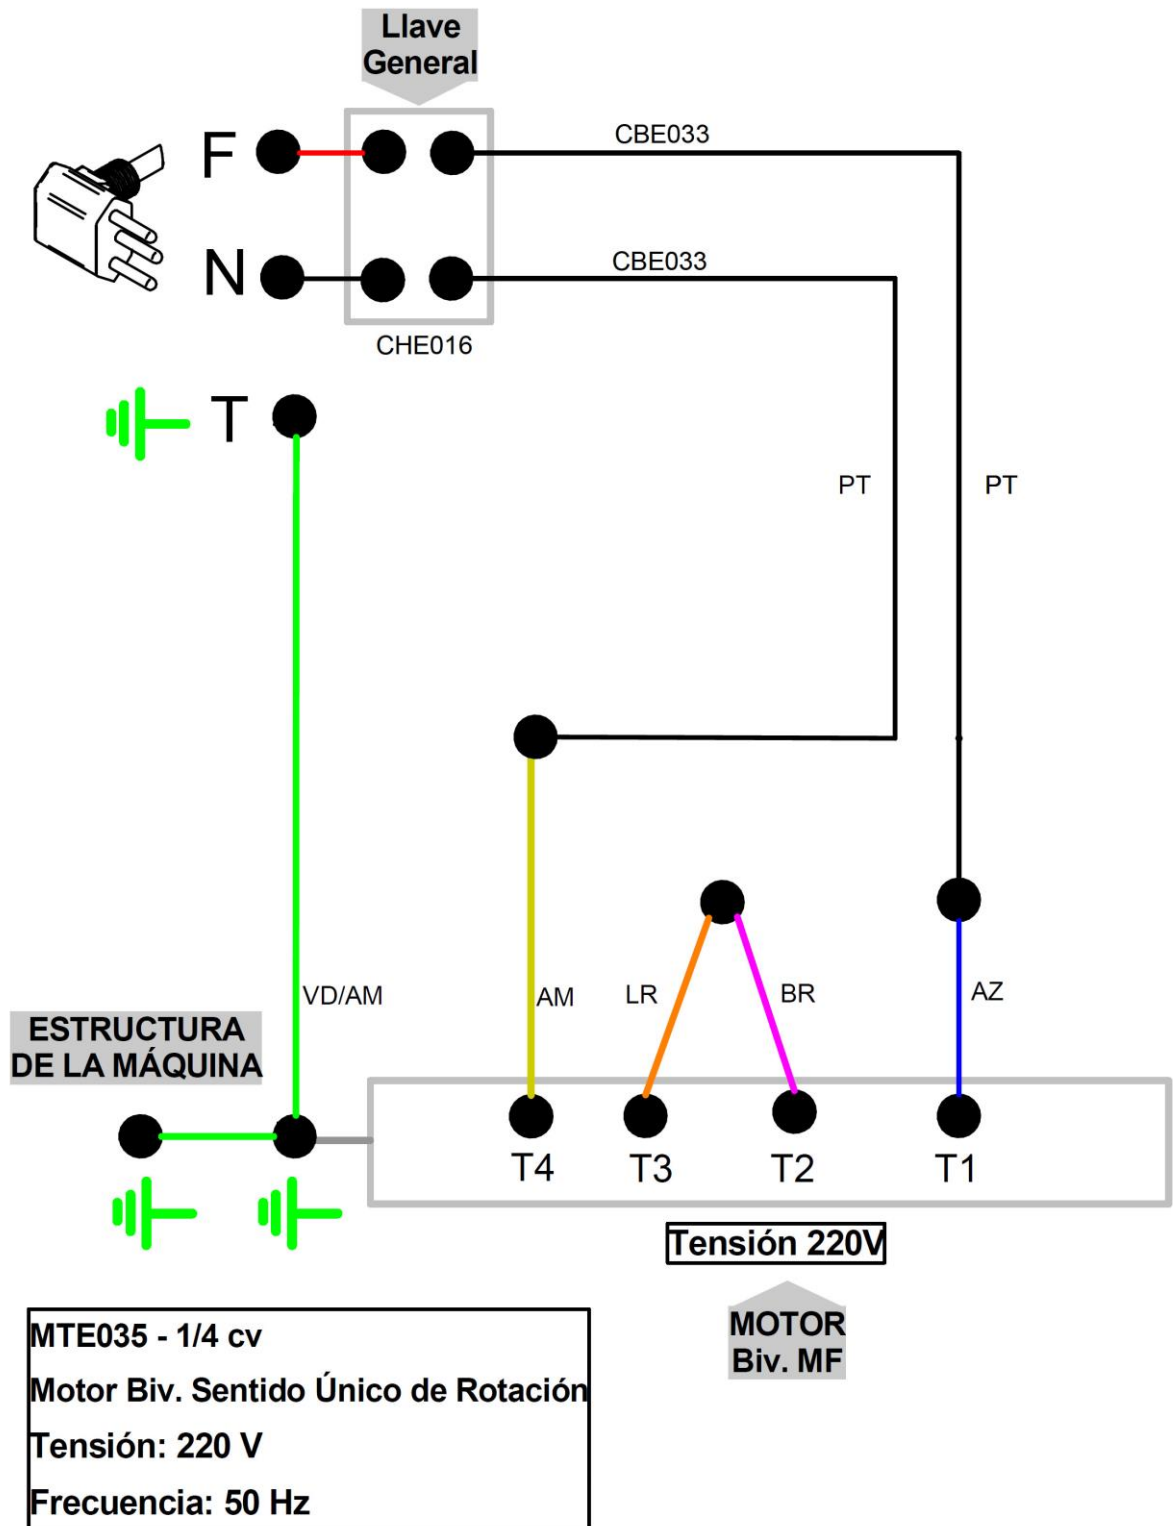 Llave
General
F
CBE033
N
CBE033
CHE016
T
PT
PT
VD/AM
AM
LR
BR
AZ
ESTRUCTURA
DE LA MÁQUINA
T4
T3
T2
T1
Tensión 220V
MOTOR
Biv. MF
MTE035 - 1/4 cv
Motor Biv. Sentido Único de Rotación
Tensión: 220 V
Frecuencia: 50 Hz